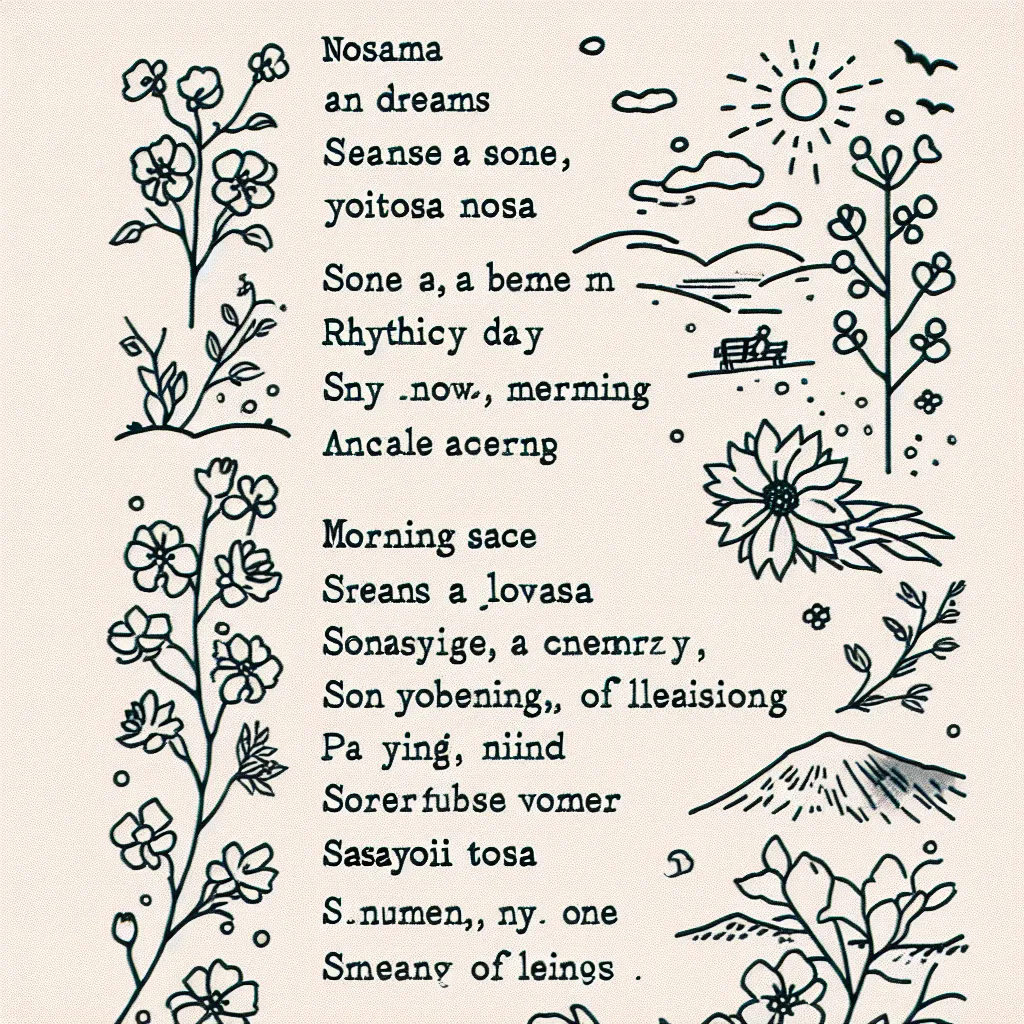 Nosama
an dreams
Seanse a sone,
yoitosa nosa
Sone a, a beme m
Rhythicy day
Sny .now., merming
Ancale acerng
Morning sace
Sreans a lovasa
Sonasyige, a cnemrzy,
Son yobening,, of lleaisiong
Pa ying, niind
Sorerfubse vomer
Sasayoii tosa
S.numen,, ny. one
Smeany of leings .